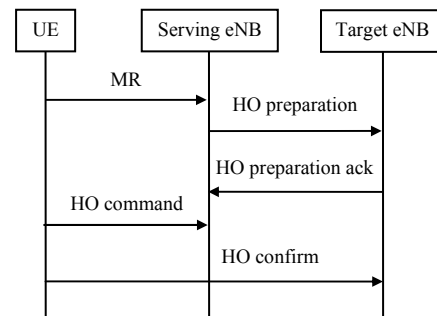 UE
Serving eNB
Target eNB
MR
HO preparation
HO preparation ack
HO command
HO confirm